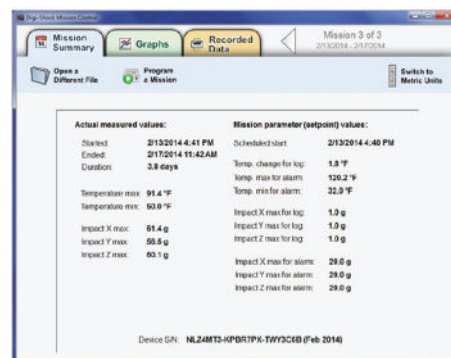 Digi-Shock Mission Control
Mission Summary
Graphs
Recorded Data
Mission 3 of 3
2/13/2014 - 2/17/2014
Open a Different File
Program a Mission
Switch to Metric Units
Actual measured values:
Started: 2/13/2014 4:41 PM
Ended: 2/17/2014 11:42 AM
Duration: 3.8 days
Temperature max: 91.4 °F
Temperature min: 50.0 °F
Impact X max: 61.4 g
Impact Y max: 56.5 g
Impact Z max: 60.1 g
Mission parameter (setpoint) values:
Scheduled start: 2/13/2014 4:40 PM
Temp. change for log: 1.8 °F
Temp. max for alarm: 120.2 °F
Temp. min for alarm: 32.0 °F
Impact X max for log: 1.0 g
Impact Y max for log: 1.0 g
Impact Z max for log: 1.0 g
Impact X max for alarm: 29.0 g
Impact Y max for alarm: 29.0 g
Impact Z max for alarm: 29.0 g
Device S/N: NLZ4MT3-KPBR7PX-TWY3C6B (Feb 2014)